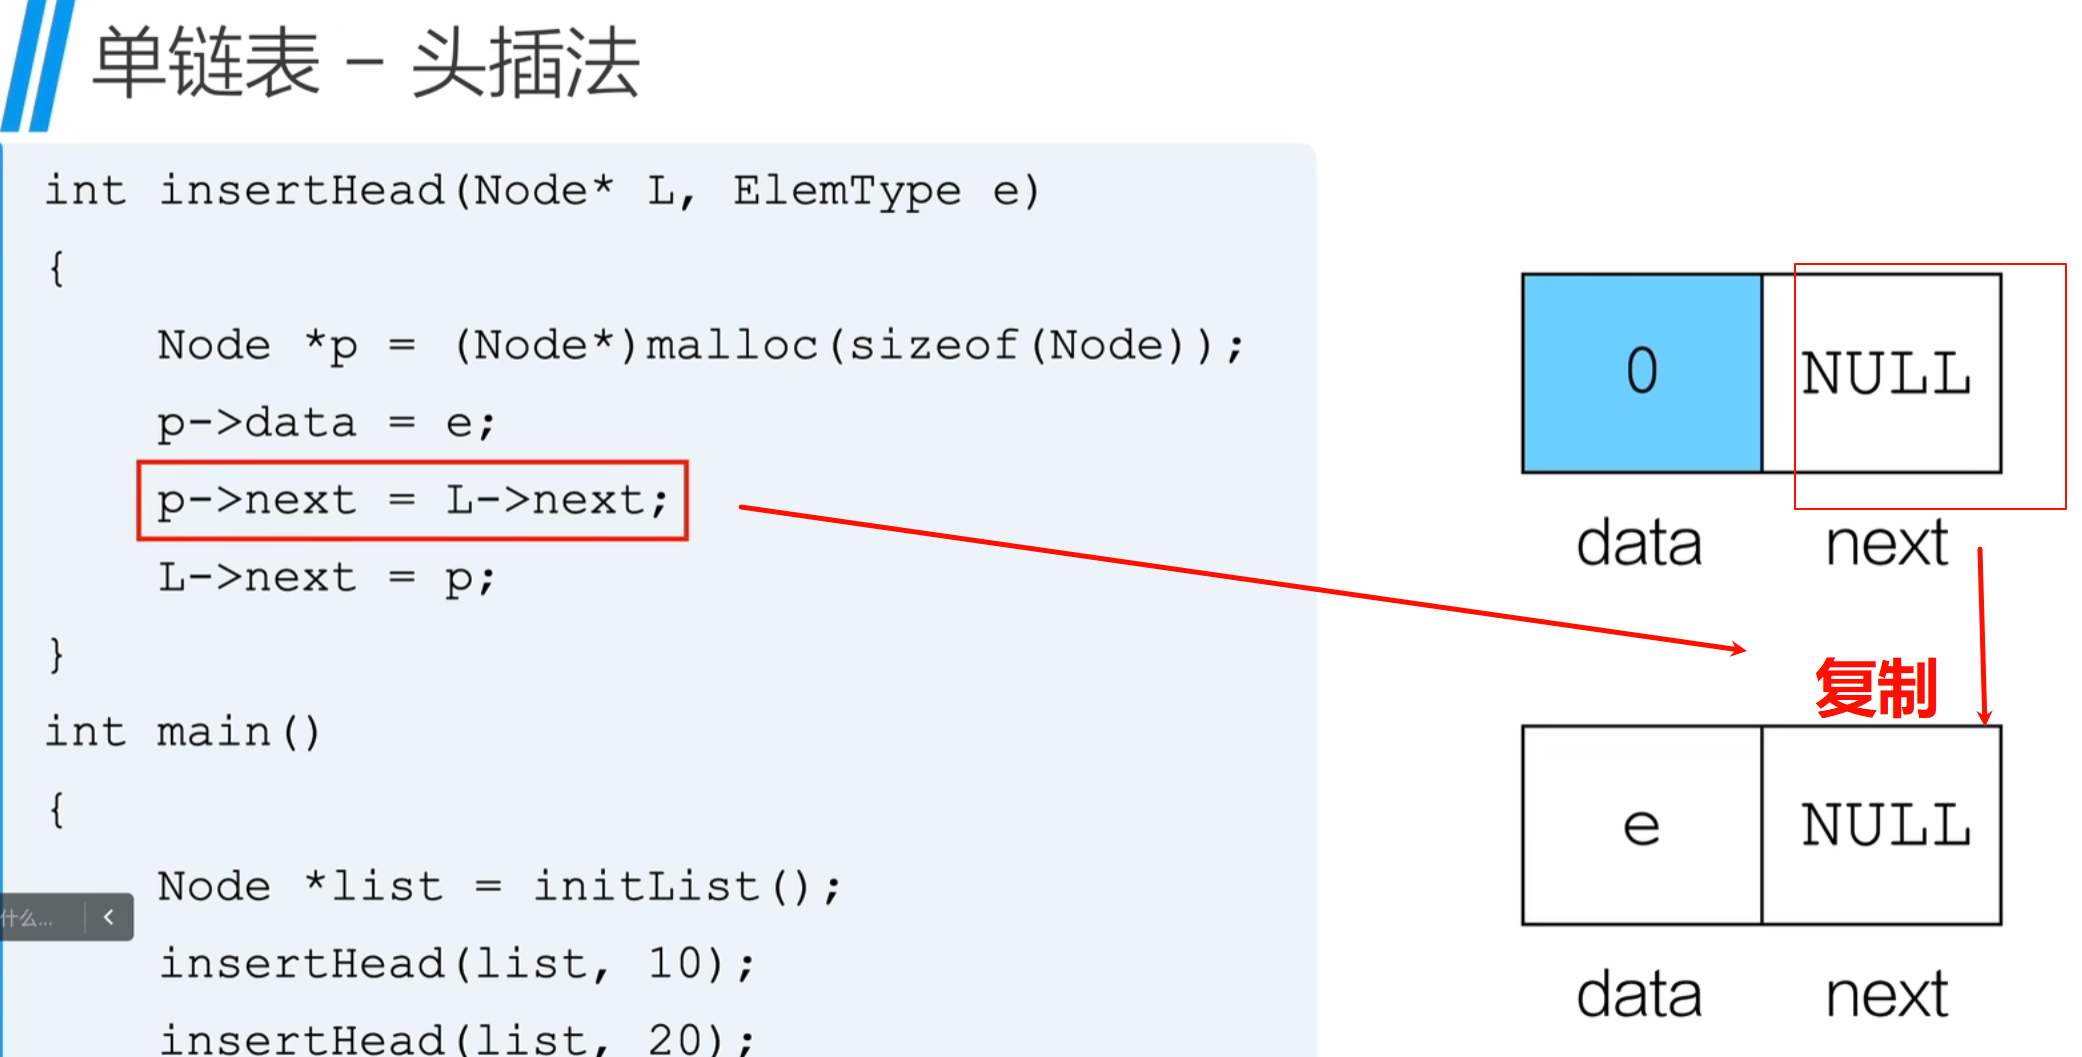 单链表 - 头插法
int insertHead(Node* L, ElemType e)
{
Node *p = (Node*)malloc(sizeof(Node));
p->data = e;
p->next = L->next;
L->next = p;
}
int main()
{
Node *list = initList();
insertHead(list, 10);
insertHead(list, 20);
什么...
0 NULL
data next
复制
e NULL
data next